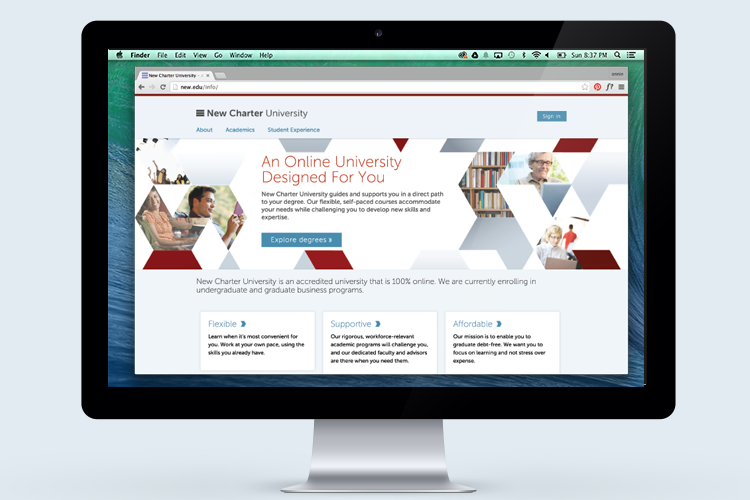 Finder File Edit View Go Window Help
Sun 8:37 PM
New Charter University
new.edu/info/
New Charter University
Sign in
About Academics Student Experience
An Online University
Designed For You
New Charter University guides and supports you in a direct path
to your degree. Our flexible, self-paced courses accommodate
your needs while challenging you to develop new skills and
expertise.
Explore degrees »
New Charter University is an accredited university that is 100% online. We are currently enrolling in
undergraduate and graduate business programs.
Flexible
Learn when it's most convenient for
you. Work at your own pace, using the
skills you already have.
Supportive
Our rigorous, workforce-relevant
academic programs will challenge you,
and our dedicated faculty and advisors
are there when you need them.
Affordable
Our mission is to enable you to
graduate debt-free. We want you to
focus on learning and not stress over
expense.